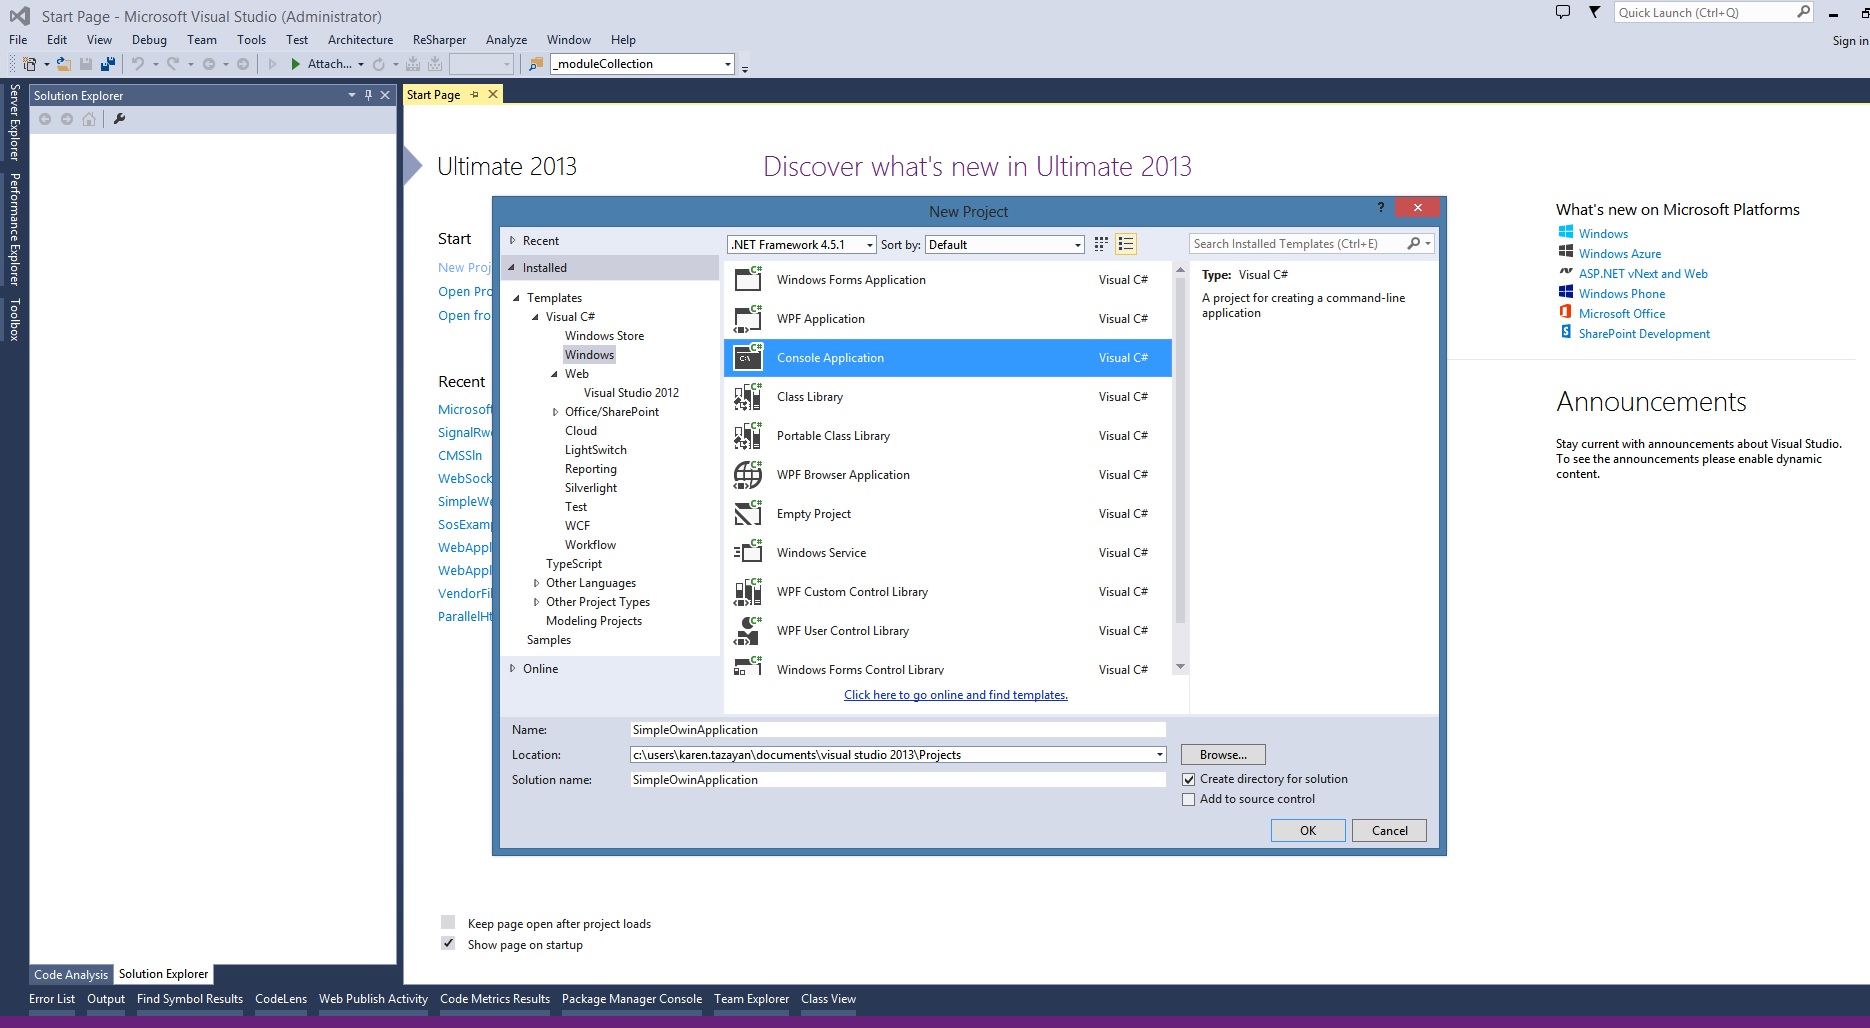 Start Page - Microsoft Visual Studio (Administrator)
Quick Launch (Ctrl+Q)
File Edit View Debug Team Tools Test Architecture ReSharper Analyze Window Help
Sign in
Attach... _moduleCollection
Server Explorer
Performance Explorer
Toolbox
Solution Explorer
Start Page
Ultimate 2013
Discover what's new in Ultimate 2013
Start
New Proj
Open Pro
Open fro
Recent
Microsoft
SignalRw
CMSSln
WebSock
SimpleWe
SosExam
WebAppl
WebAppl
VendorFil
ParallelHt
What's new on Microsoft Platforms
Windows
Windows Azure
ASP.NET vNext and Web
Windows Phone
Microsoft Office
SharePoint Development
Announcements
Stay current with announcements about Visual Studio.
To see the announcements please enable dynamic
content.
New Project
?
Recent
Installed
Templates
Visual C#
Windows Store
Windows
Web
Visual Studio 2012
Office/SharePoint
Cloud
LightSwitch
Reporting
Silverlight
Test
WCF
Workflow
TypeScript
Other Languages
Other Project Types
Modeling Projects
Samples
Online
.NET Framework 4.5.1 Sort by: Default
Search Installed Templates (Ctrl+E)
Windows Forms Application Visual C#
WPF Application Visual C#
Console Application Visual C#
Class Library Visual C#
Portable Class Library Visual C#
WPF Browser Application Visual C#
Empty Project Visual C#
Windows Service Visual C#
WPF Custom Control Library Visual C#
WPF User Control Library Visual C#
Windows Forms Control Library Visual C#
Click here to go online and find templates.
Type: Visual C#
A project for creating a command-line
application
Name: SimpleOwinApplication
Location: c:\users\karen.tazayan\documents\visual studio 2013\Projects
Browse...
Solution name: SimpleOwinApplication
Create directory for solution
Add to source control
OK Cancel
Keep page open after project loads
Show page on startup
Code Analysis Solution Explorer
Error List Output Find Symbol Results CodeLens Web Publish Activity Code Metrics Results Package Manager Console Team Explorer Class View